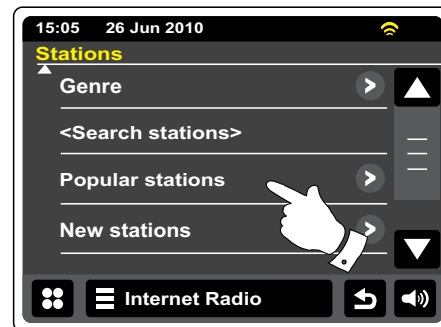 15:05 26 Jun 2010
Stations
Genre
<Search stations>
Popular stations
New stations
Internet Radio